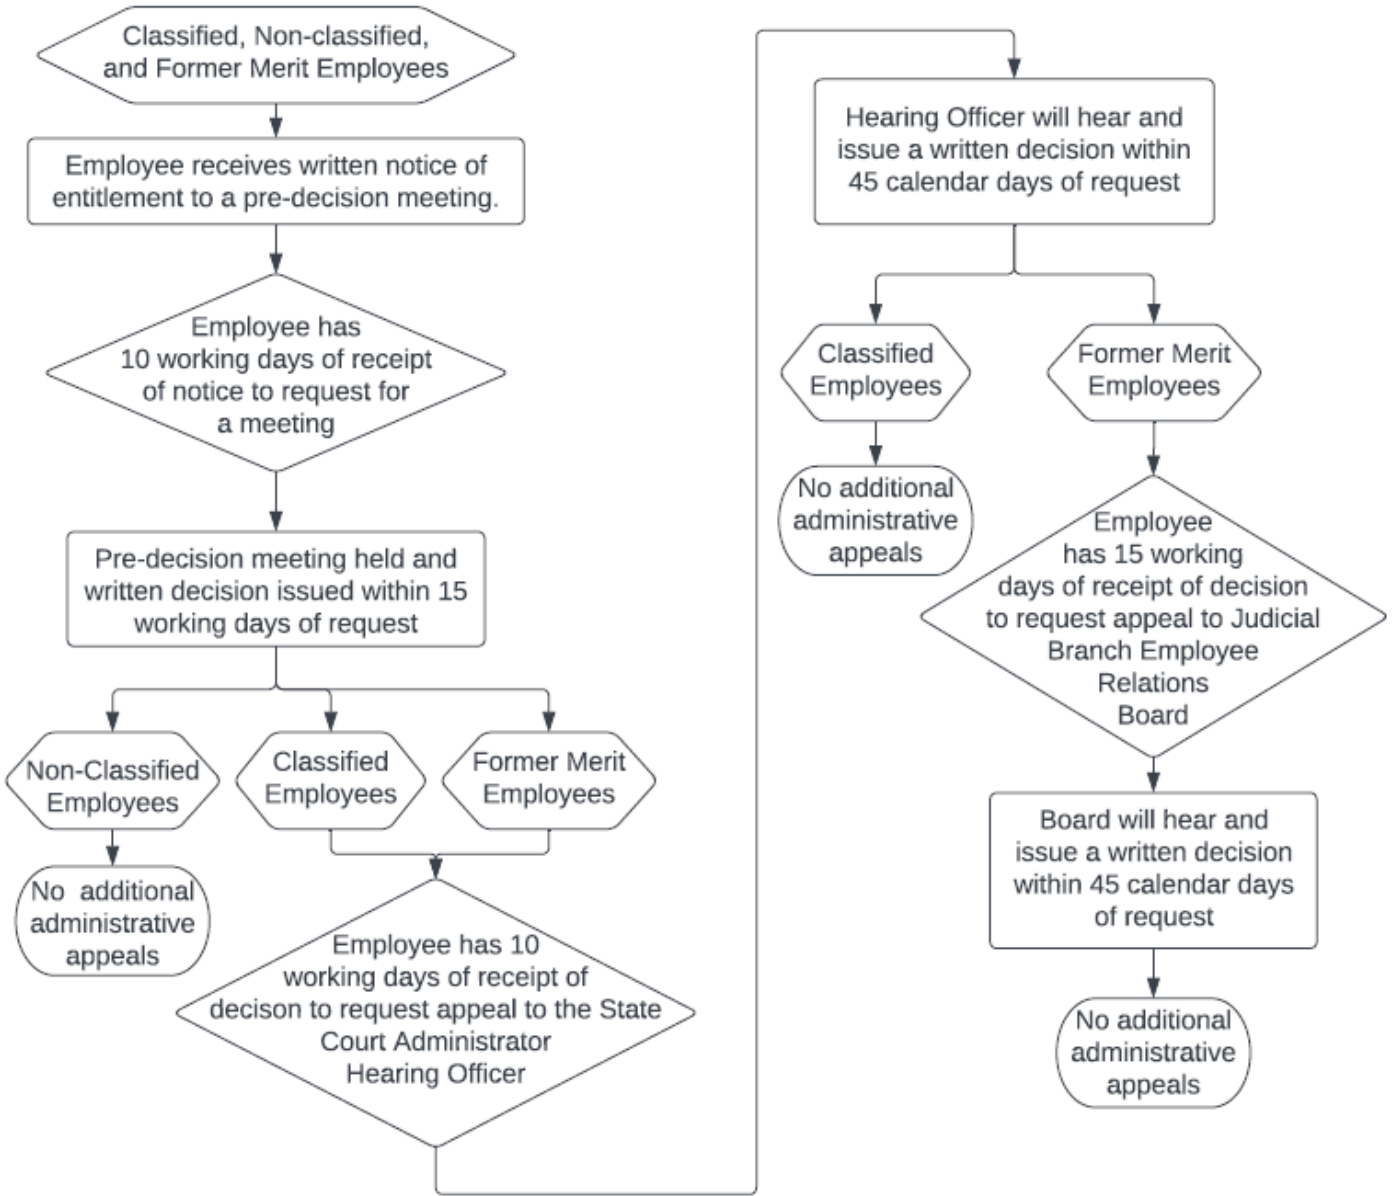 Classified, Non-classified,
and Former Merit Employees
Employee receives written notice of
entitlement to a pre-decision meeting.
Employee has
10 working days of receipt
of notice to request for
a meeting
Pre-decision meeting held and
written decision issued within 15
working days of request
Non-Classified
Employees
Classified
Employees
Former Merit
Employees
No additional
administrative
appeals
Employee has 10
working days of receipt of
decison to request appeal to the State
Court Administrator
Hearing Officer
Hearing Officer will hear and
issue a written decision within
45 calendar days of request
Classified
Employees
Former Merit
Employees
No additional
administrative
appeals
Employee
has 15 working
days of receipt of decision
to request appeal to Judicial
Branch Employee
Relations
Board
Board will hear and
issue a written decision
within 45 calendar days
of request
No additional
administrative
appeals